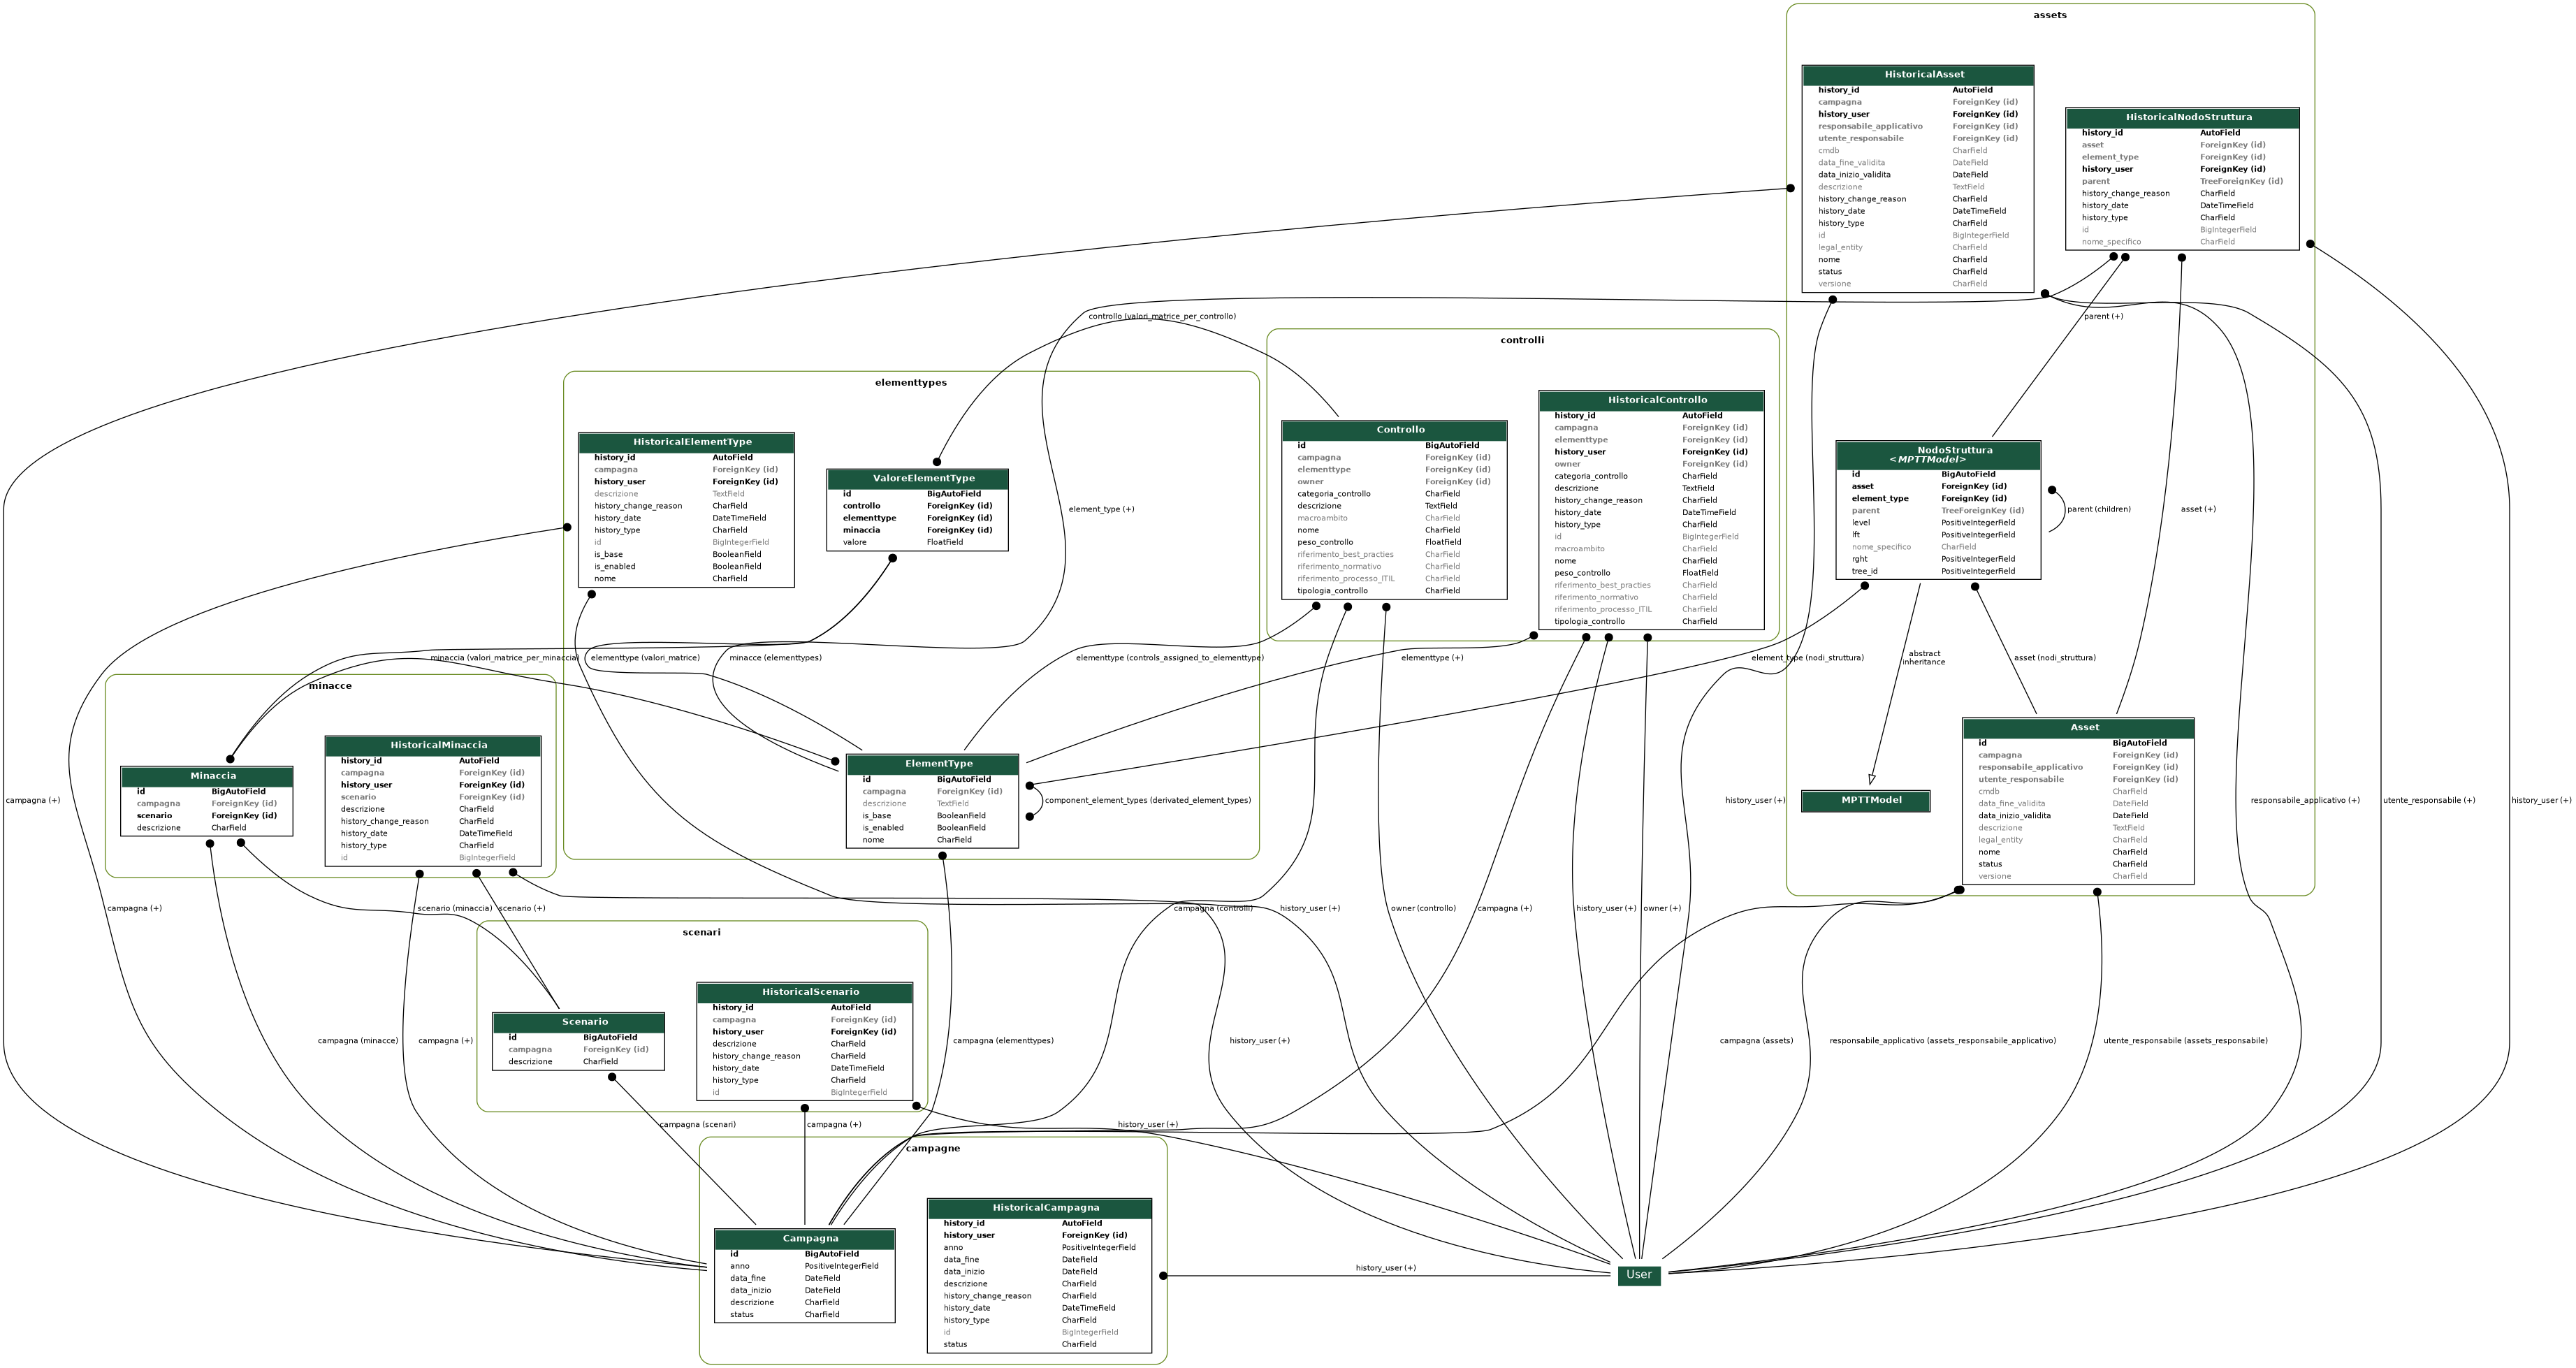 assets
HistoricalAsset
history_id AutoField
campagna ForeignKey (id)
history_user ForeignKey (id)
responsabile_applicativo ForeignKey (id)
utente_responsabile ForeignKey (id)
cmdb CharField
data_fine_validita DateField
data_inizio_validita DateField
descrizione TextField
history_change_reason CharField
history_date DateTimeField
history_type CharField
id BigIntegerField
legal_entity CharField
nome CharField
status CharField
versione CharField
HistoricalNodoStruttura
history_id AutoField
asset ForeignKey (id)
element_type ForeignKey (id)
history_user ForeignKey (id)
parent TreeForeignKey (id)
history_change_reason CharField
history_date DateTimeField
history_type CharField
id BigIntegerField
nome_specifico CharField
controllo (valori_matrice_per_controllo)
parent (+)
controlli
elementtypes
HistoricalElementType
history_id AutoField
campagna ForeignKey (id)
history_user ForeignKey (id)
descrizione TextField
history_change_reason CharField
history_date DateTimeField
history_type CharField
id BigIntegerField
is_base BooleanField
is_enabled BooleanField
nome CharField
ValoreElementType
id BigAutoField
controllo ForeignKey (id)
elementtype ForeignKey (id)
minaccia ForeignKey (id)
valore FloatField
element_type (+)
Controllo
id BigAutoField
campagna ForeignKey (id)
elementtype ForeignKey (id)
owner ForeignKey (id)
categoria_controllo CharField
descrizione TextField
macroambito CharField
nome CharField
peso_controllo FloatField
riferimento_best_practies CharField
riferimento_normativo CharField
riferimento_processo_ITIL CharField
tipologia_controllo CharField
HistoricalControllo
history_id AutoField
campagna ForeignKey (id)
elementtype ForeignKey (id)
history_user ForeignKey (id)
owner ForeignKey (id)
categoria_controllo CharField
descrizione TextField
history_change_reason CharField
history_date DateTimeField
history_type CharField
id BigIntegerField
macroambito CharField
nome CharField
peso_controllo FloatField
riferimento_best_practies CharField
riferimento_normativo CharField
riferimento_processo_ITIL CharField
tipologia_controllo CharField
NodoStruttura
<MPTTModel>
id BigAutoField
asset ForeignKey (id)
element_type ForeignKey (id)
parent TreeForeignKey (id)
level PositiveIntegerField
lft PositiveIntegerField
nome_specifico CharField
rght PositiveIntegerField
tree_id PositiveIntegerField
parent (children)
asset (+)
minaccia (valori_matrice_per_minaccia)
elementtype (valori_matrice)
minacce (elementtypes)
elementtype (controls_assigned_to_elementtype)
elementtype (+)
element_type (nodi_struttura)
abstract
inheritance
asset (nodi_struttura)
minacce
Minaccia
id BigAutoField
campagna ForeignKey (id)
scenario ForeignKey (id)
descrizione CharField
HistoricalMinaccia
history_id AutoField
campagna ForeignKey (id)
history_user ForeignKey (id)
scenario ForeignKey (id)
descrizione CharField
history_change_reason CharField
history_date DateTimeField
history_type CharField
id BigIntegerField
ElementType
id BigAutoField
campagna ForeignKey (id)
descrizione TextField
is_base BooleanField
is_enabled BooleanField
nome CharField
component_element_types (derivated_element_types)
MPTTModel
Asset
id BigAutoField
campagna ForeignKey (id)
responsabile_applicativo ForeignKey (id)
utente_responsabile ForeignKey (id)
cmdb CharField
data_fine_validita DateField
data_inizio_validita DateField
descrizione TextField
legal_entity CharField
nome CharField
status CharField
versione CharField
campagna (+)
history_user (+)
responsabile_applicativo (+)
utente_responsabile (+)
history_user (+)
campagna (+)
scenario (minaccia)
scenario (+)
campagna (controlli)
history_user (+)
owner (controllo)
campagna (+)
history_user (+)
owner (+)
scenari
Scenario
id BigAutoField
campagna ForeignKey (id)
descrizione CharField
HistoricalScenario
history_id AutoField
campagna ForeignKey (id)
history_user ForeignKey (id)
descrizione CharField
history_change_reason CharField
history_date DateTimeField
history_type CharField
id BigIntegerField
campagna (minacce)
campagna (+)
campagna (elementtypes)
history_user (+)
campagna (assets)
responsabile_applicativo (assets_responsabile_applicativo)
utente_responsabile (assets_responsabile)
campagna (scenari)
campagna (+)
history_user (+)
campagne
Campagna
id BigAutoField
anno PositiveIntegerField
data_fine DateField
data_inizio DateField
descrizione CharField
status CharField
HistoricalCampagna
history_id AutoField
history_user ForeignKey (id)
anno PositiveIntegerField
data_fine DateField
data_inizio DateField
descrizione CharField
history_change_reason CharField
history_date DateTimeField
history_type CharField
id BigIntegerField
status CharField
history_user (+)
User